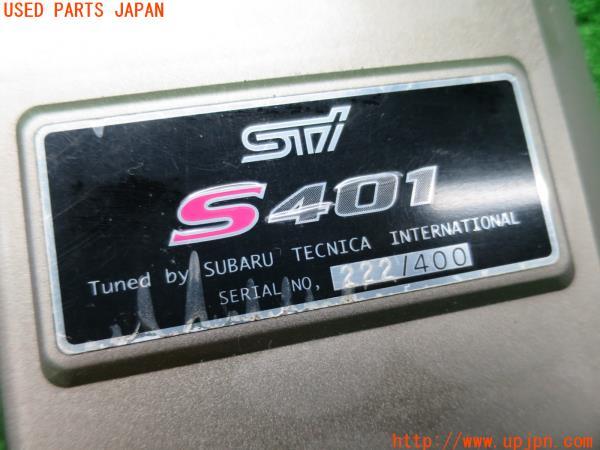 USED PARTS JAPAN
STi
S401
Tuned by SUBARU TECNICA INTERNATIONAL
SERIAL NO, 222/400
http://www.upjpn.com/